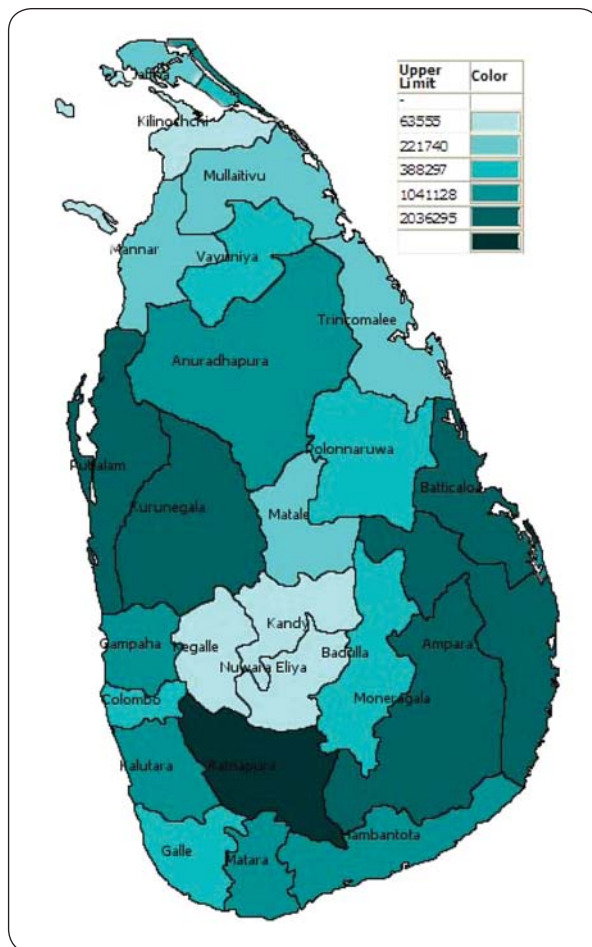 Upper Limit Color
-
63555
221740
388297
1041128
2036295
Jaffna
Kilinochchi
Mullaitivu
Mannar
Vavuniya
Trincomalee
Anuradhapura
Polonnaruwa
Puttalam
Batticaloa
Kurunegala
Matale
Kandy
Gampaha
Kegalle
Ampara
Badulla
Nuwara Eliya
Colombo
Moneragala
Kalutara
Ratnapura
Hambantota
Galle
Matara